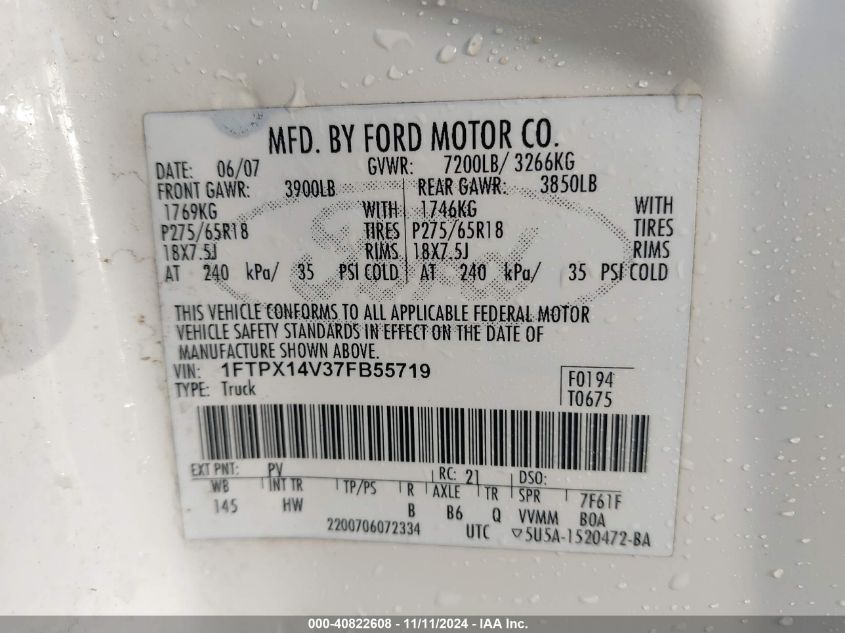 MFD. BY FORD MOTOR CO.
DATE: 06/07 GVWR: 7200LB/ 3266KG
FRONT GAWR: 3900LB REAR GAWR: 3850LB
1769KG WITH 1746KG WITH
P275/65R18 TIRES P275/65R18 TIRES
18X7.5J RIMS 18X7.5J RIMS
AT 240 kPa/ 35 PSI COLD AT 240 kPa/ 35 PSI COLD
Ford
THIS VEHICLE CONFORMS TO ALL APPLICABLE FEDERAL MOTOR
VEHICLE SAFETY STANDARDS IN EFFECT ON THE DATE OF
MANUFACTURE SHOWN ABOVE.
VIN: 1FTPX14V37FB55719
TYPE: Truck
F0194
T0675
EXT PNT: PV RC: 21 DSO:
WB INT TR TP/PS R AXLE TR SPR 7F61F
145 HW B B6 Q VVMM BOA
2200706072334 UTC ▽5U5A-1520472-BA
000-40822608 - 11/11/2024 - IAA Inc.